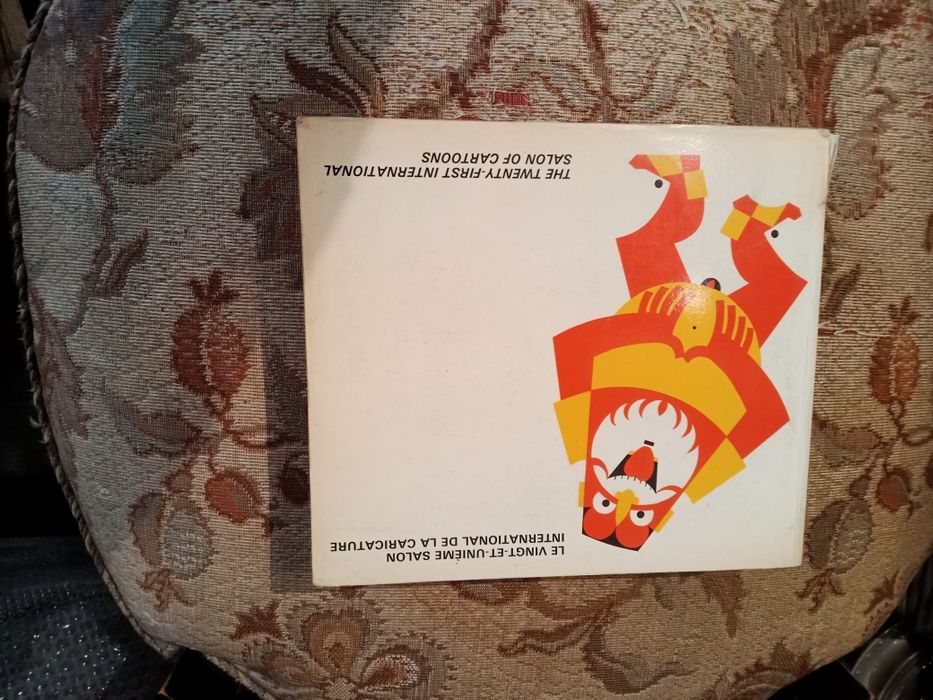 LE VINGT-ET-UNIÈME SALON
INTERNATIONAL DE LA CARICATURE
THE TWENTY-FIRST INTERNATIONAL
SALON OF CARTOONS